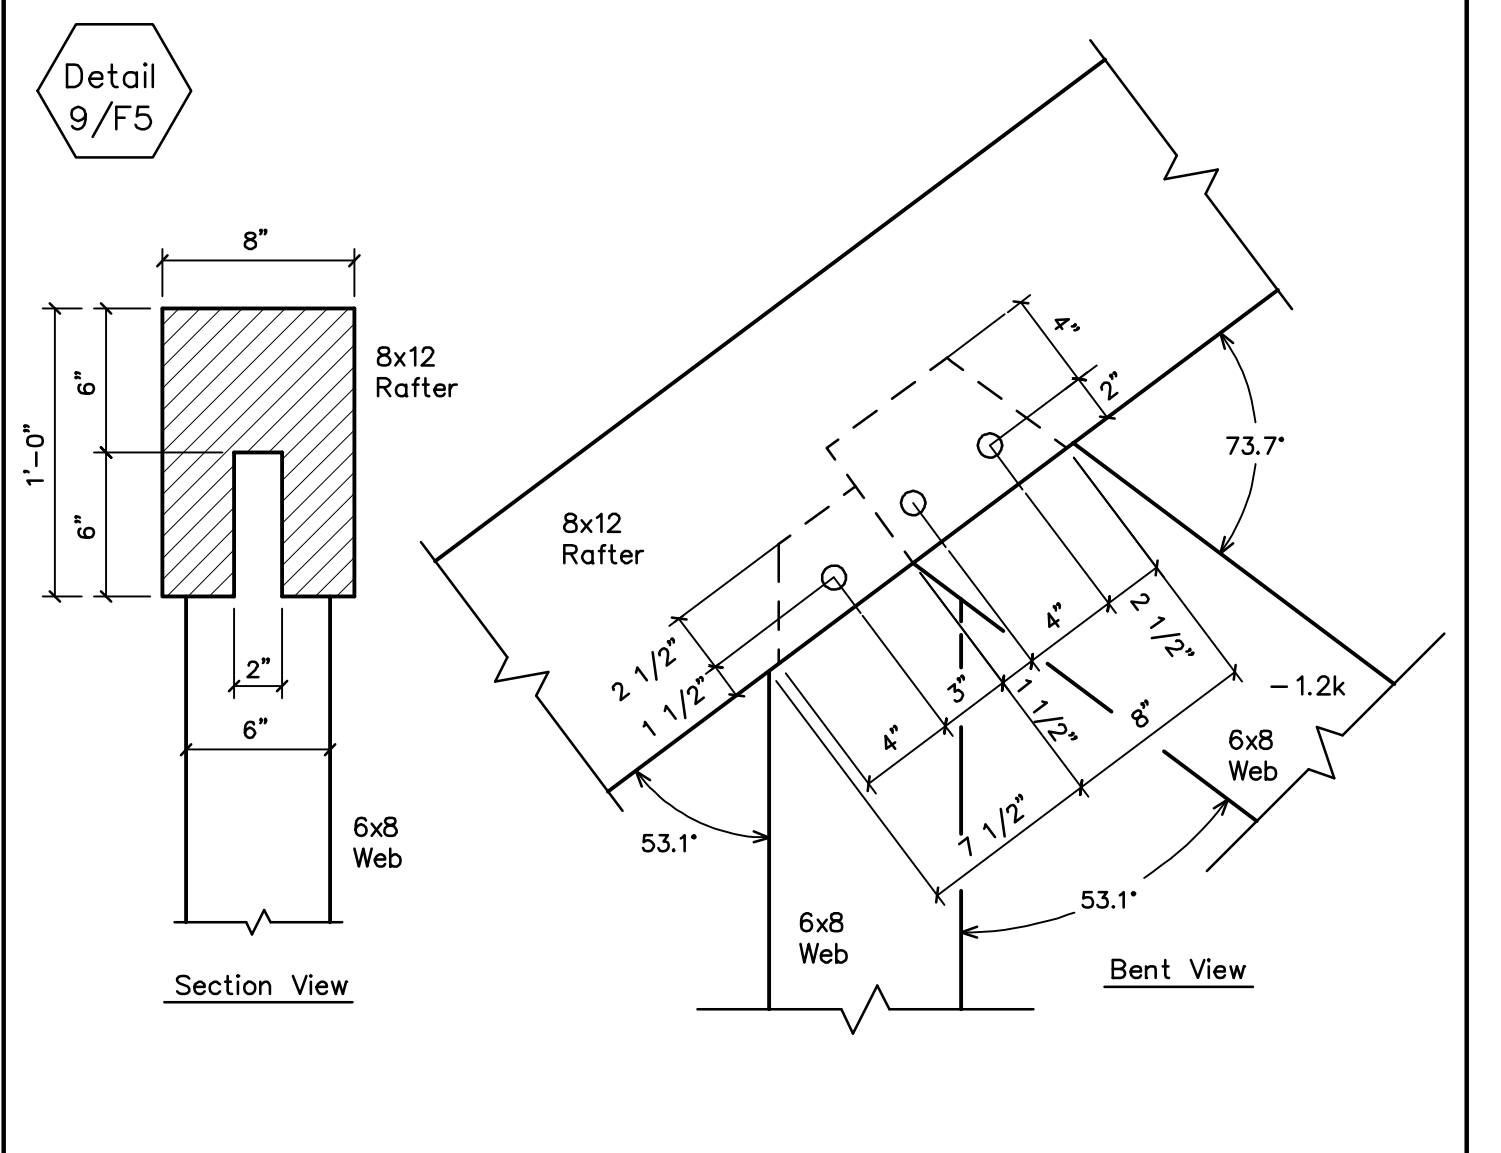 Detail
9/F5
8”
8x12
Rafter
6”
1'-0”
6”
2”
6”
6x8
Web
Section View
4”
2”
73.7°
8x12
Rafter
2 1/2”
1 1/2”
4”
2 1/2”
3”
1 1/2”
4”
8”
-1.2k
6x8
Web
7 1/2”
53.1°
53.1°
6x8
Web
Bent View